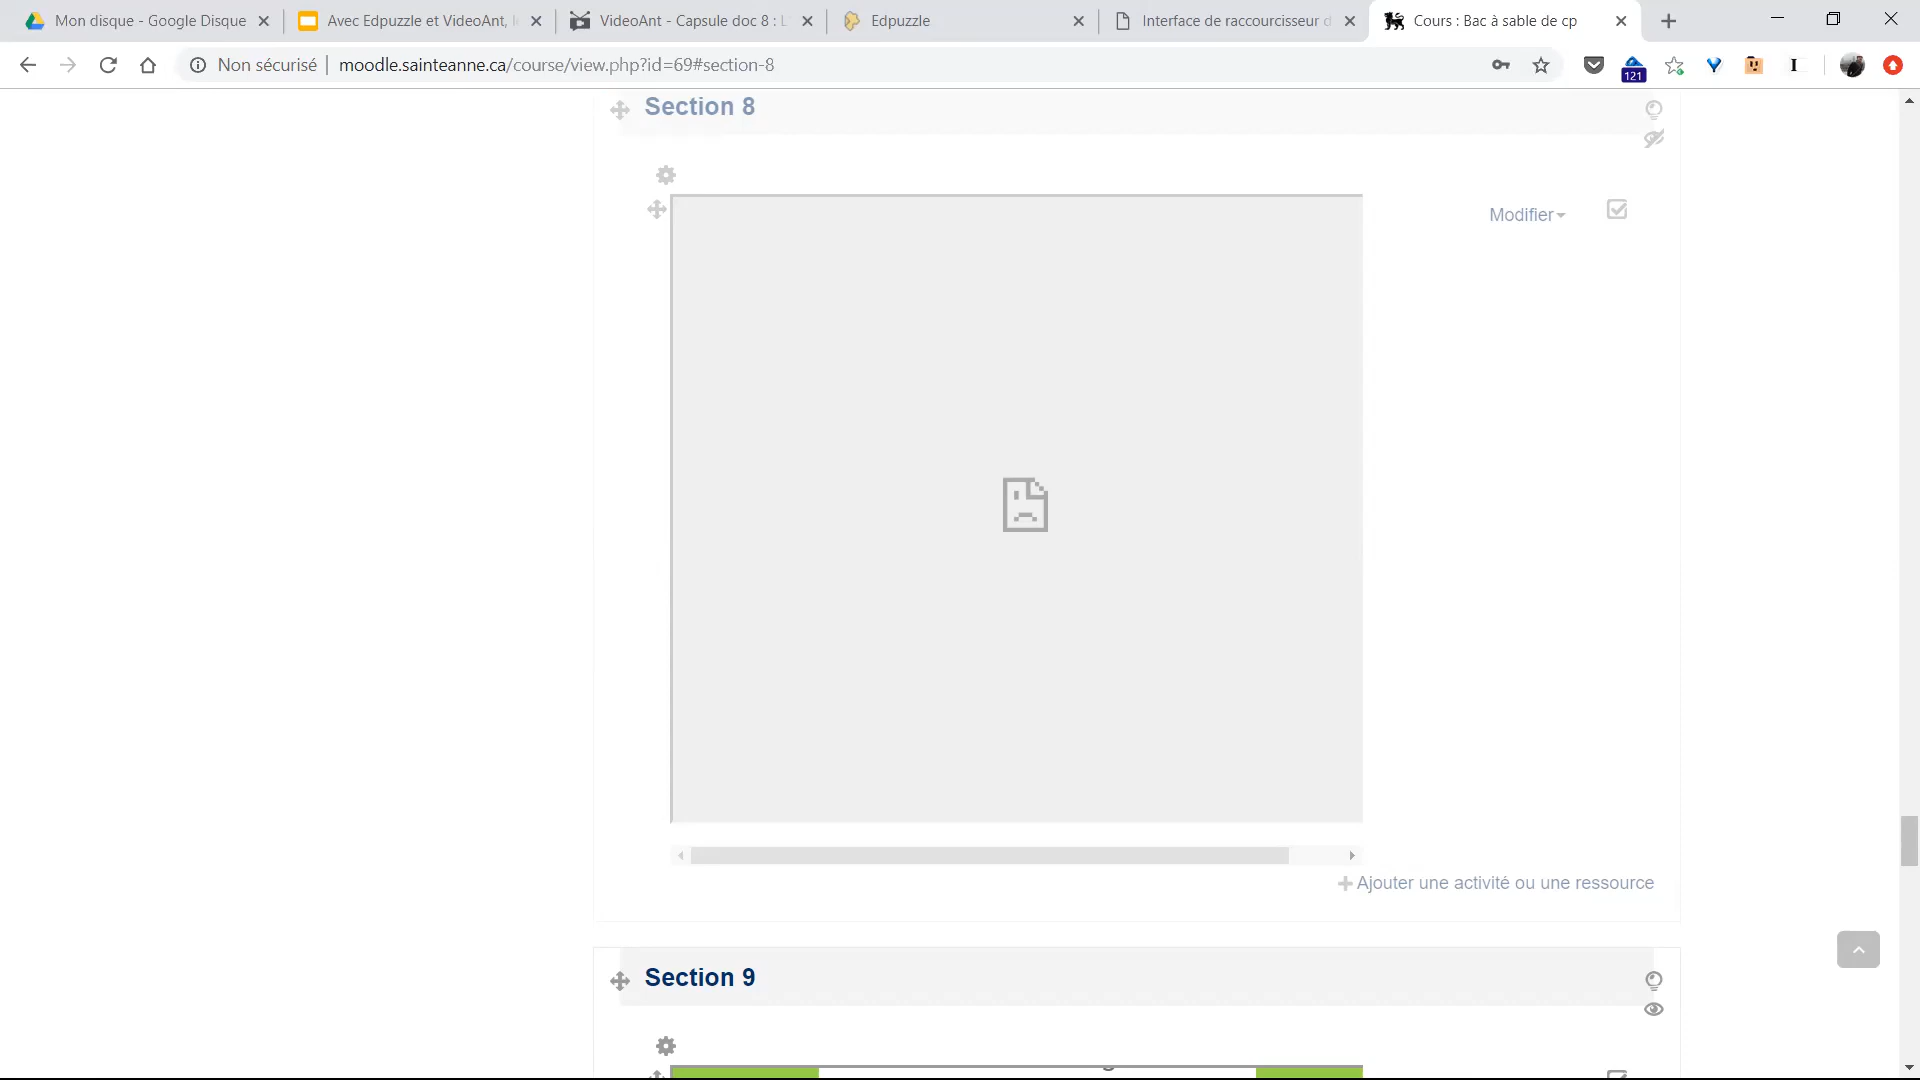 Mon disque - Google Disque
Avec Edpuzzle et VideoAnt,
VideoAnt - Capsule doc 8 : L
Edpuzzle
Interface de raccourcisseur d
Cours : Bac à sable de cp
Non sécurisé
moodle.sainteanne.ca/course/view.php?id=69#section-8
121
I
Section 8
Modifier
Ajouter une activité ou une ressource
Section 9